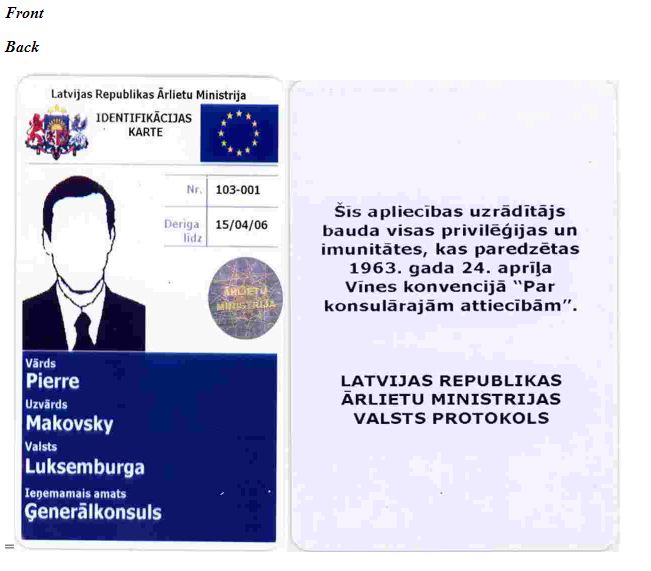 Front
Back
Latvijas Republikas Ārlietu Ministrija
IDENTIFIKĀCIJAS
KARTE
Nr. 103-001
Derīga
līdz 15/04/06
ĀRLIETU
MINISTRIJA
Vārds
Pierre
Uzvārds
Makovsky
Valsts
Luksemburga
Ieņemamais amats
Ģenerālkonsuls
=
Šīs apliecības uzrādītājs
bauda visas privilēģijas un
imunitātes, kas paredzētas
1963. gada 24. aprīļa
Vīnes konvencijā “Par
konsulārajām attiecībām”.
LATVIJAS REPUBLIKAS
ĀRLIETU MINISTRIJAS
VALSTS PROTOKOLS